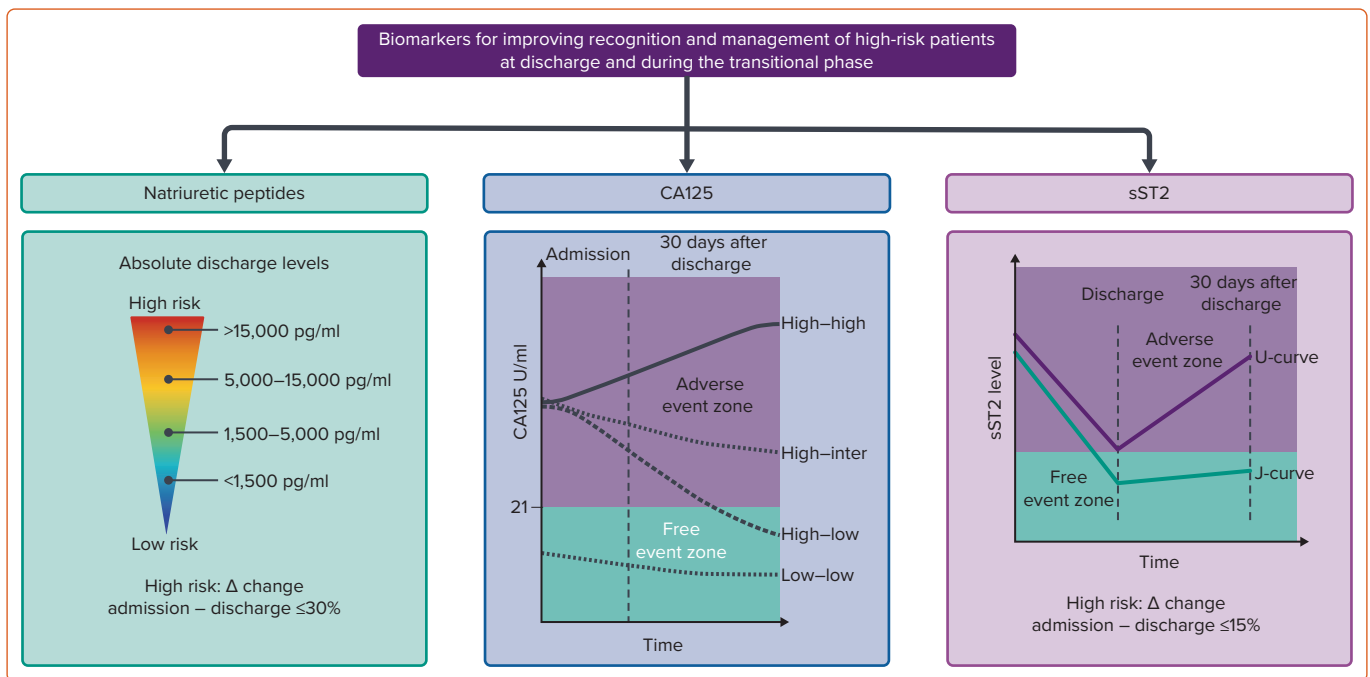 Biomarkers for improving recognition and management of high-risk patients
at discharge and during the transitional phase
Natriuretic peptides
Absolute discharge levels
High risk
>15,000 pg/ml
5,000–15,000 pg/ml
1,500–5,000 pg/ml
<1,500 pg/ml
Low risk
High risk: Δ change
admission – discharge ≤30%
CA125
Admission
30 days after
discharge
CA125 U/ml
High–high
Adverse
event zone
High–inter
21
Free
event zone
High–low
Low–low
Time
sST2
Discharge
30 days after
discharge
sST2 level
Adverse
event zone
U-curve
Free
event zone
J-curve
Time
High risk: Δ change
admission – discharge ≤15%